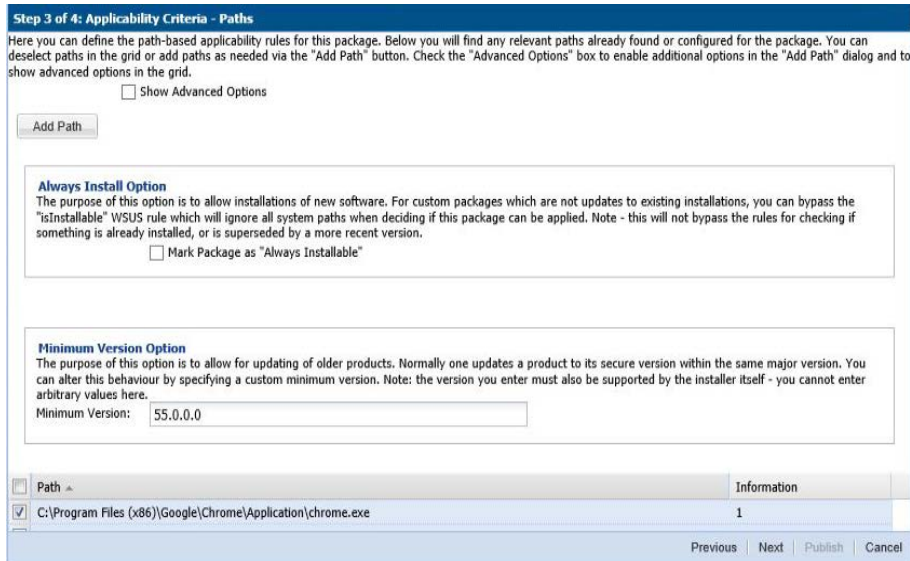 Step 3 of 4: Applicability Criteria - Paths
Here you can define the path-based applicability rules for this package. Below you will find any relevant paths already found or configured for the package. You can
deselect paths in the grid or add paths as needed via the "Add Path" button. Check the "Advanced Options" box to enable additional options in the "Add Path" dialog and to
show advanced options in the grid.
Show Advanced Options
Add Path
Always Install Option
The purpose of this option is to allow installations of new software. For custom packages which are not updates to existing installations, you can bypass the
"isInstallable" WSUS rule which will ignore all system paths when deciding if this package can be applied. Note - this will not bypass the rules for checking if
something is already installed, or is superseded by a more recent version.
Mark Package as "Always Installable"
Minimum Version Option
The purpose of this option is to allow for updating of older products. Normally one updates a product to its secure version within the same major version. You
can alter this behaviour by specifying a custom minimum version. Note: the version you enter must also be supported by the installer itself - you cannot enter
arbitrary values here.
Minimum Version: 55.0.0.0
Path Information
C:\Program Files (x86)\Google\Chrome\Application\chrome.exe 1
Previous Next Publish Cancel